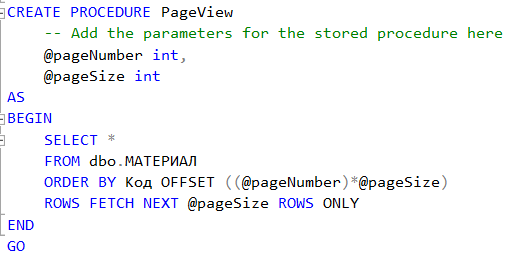 CREATE PROCEDURE PageView
-- Add the parameters for the stored procedure here
@pageNumber int,
@pageSize int
AS
BEGIN
SELECT *
FROM dbo.МАТЕРИАЛ
ORDER BY Код OFFSET ((@pageNumber)*@pageSize)
ROWS FETCH NEXT @pageSize ROWS ONLY
END
GO